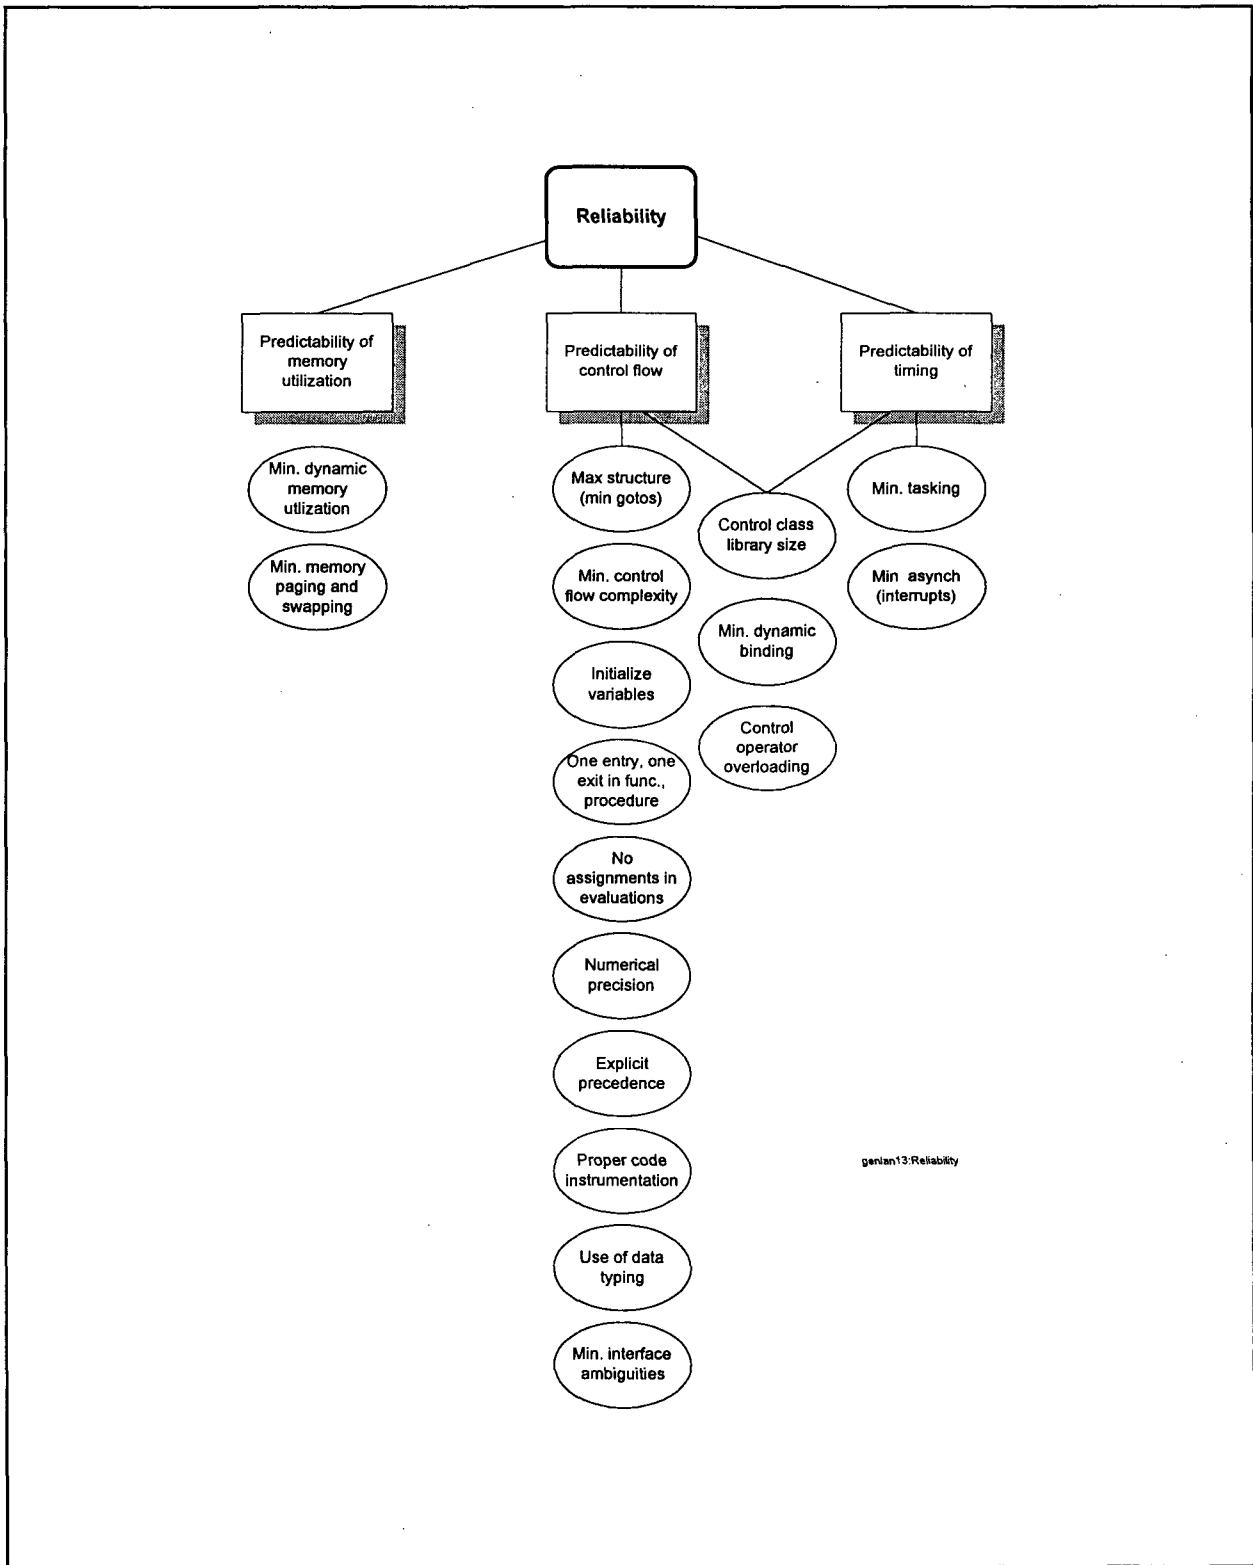 Reliability
Predictability of
memory
utilization
Predictability of
control flow
Predictability of
timing
Min. dynamic
memory
utlization
Min. memory
paging and
swapping
Max structure
(min gotos)
Min. control
flow complexity
Initialize
variables
One entry, one
exit in func.,
procedure
No
assignments in
evaluations
Numerical
precision
Explicit
precedence
Proper code
instrumentation
Use of data
typing
Min. interface
ambiguities
Control class
library size
Min. dynamic
binding
Control
operator
overloading
Min. tasking
Min asynch
(interrupts)
genlan13:Reliability